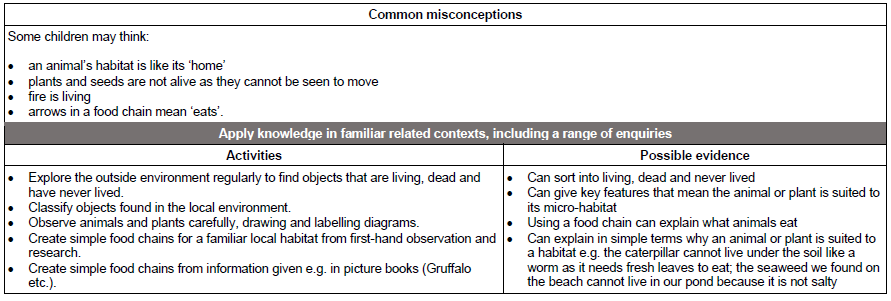 Common misconceptions
Some children may think:
• an animal's habitat is like its 'home'
• plants and seeds are not alive as they cannot be seen to move
• fire is living
• arrows in a food chain mean 'eats'.
Apply knowledge in familiar related contexts, including a range of enquiries
Activities
• Explore the outside environment regularly to find objects that are living, dead and
have never lived.
• Classify objects found in the local environment.
• Observe animals and plants carefully, drawing and labelling diagrams.
• Create simple food chains for a familiar local habitat from first-hand observation and
research.
• Create simple food chains from information given e.g. in picture books (Gruffalo
etc.).
Possible evidence
• Can sort into living, dead and never lived
• Can give key features that mean the animal or plant is suited to
its micro-habitat
• Using a food chain can explain what animals eat
• Can explain in simple terms why an animal or plant is suited to
a habitat e.g. the caterpillar cannot live under the soil like a
worm as it needs fresh leaves to eat; the seaweed we found on
the beach cannot live in our pond because it is not salty